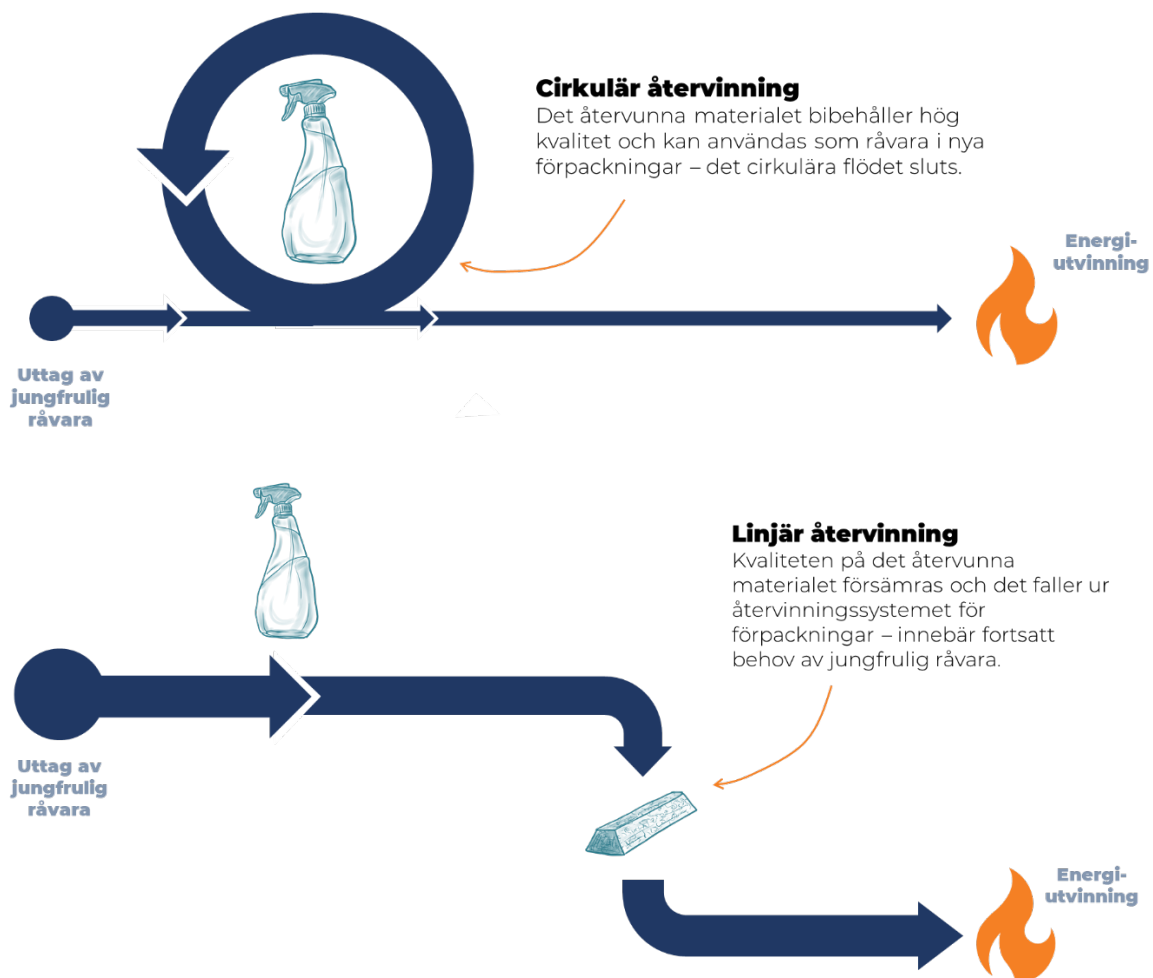 Cirkulär återvinning
Det återvunna materialet bibehåller hög
kvalitet och kan användas som råvara i nya
förpackningar – det cirkulära flödet sluts.
Energi-
utvinning
Uttag av
jungfrulig
råvara
Linjär återvinning
Kvaliteten på det återvunna
materialet försämras och det faller ur
återvinningssystemet för
förpackningar – innebär fortsatt
behov av jungfrulig råvara.
Uttag av
jungfrulig
råvara
Energi-
utvinning